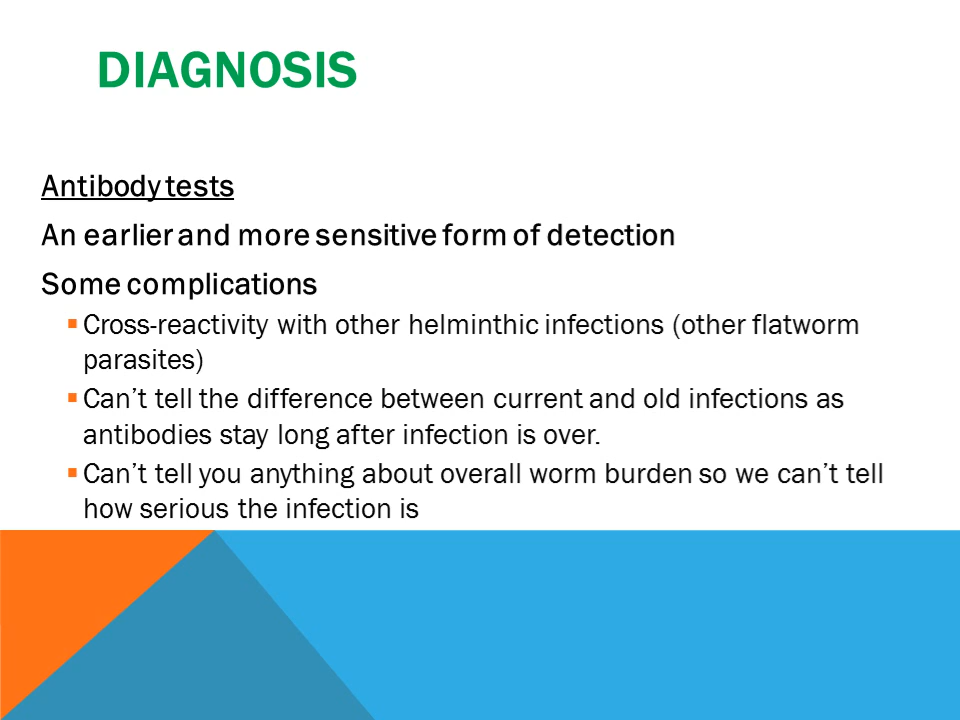 DIAGNOSIS
Antibody tests
An earlier and more sensitive form of detection
Some complications
▪ Cross-reactivity with other helminthic infections (other flatworm
parasites)
▪ Can’t tell the difference between current and old infections as
antibodies stay long after infection is over.
▪ Can’t tell you anything about overall worm burden so we can’t tell
how serious the infection is